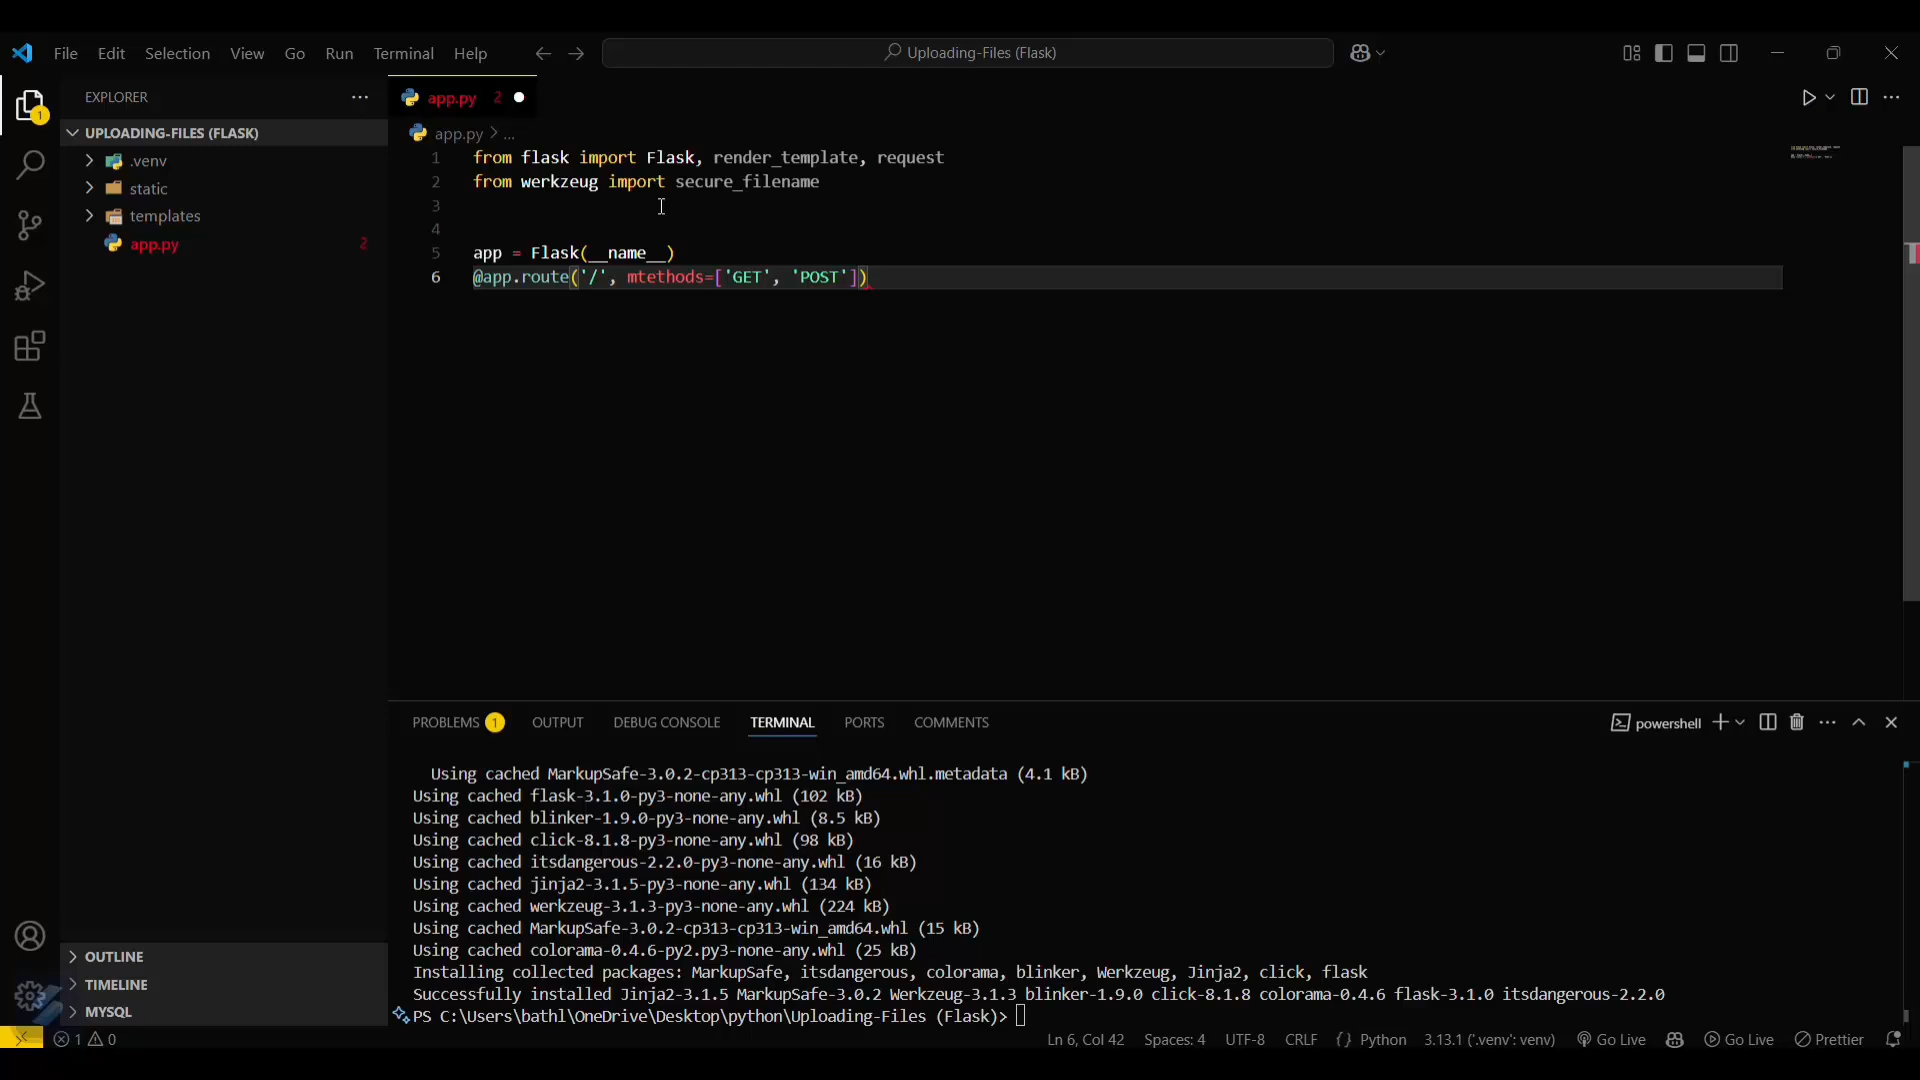 File Edit Selection View Go Run Terminal Help
Uploading-Files (Flask)
EXPLORER
UPLOADING-FILES (FLASK)
.venv
static
templates
app.py 2
1
app.py 2
app.py > ...
1 from flask import Flask, render_template, request
2 from werkzeug import secure_filename
3
4
5 app = Flask(__name__)
6 @app.route('/', mtethods=['GET', 'POST'])
PROBLEMS 1 OUTPUT DEBUG CONSOLE TERMINAL PORTS COMMENTS
powershell
Using cached MarkupSafe-3.0.2-cp313-cp313-win_amd64.whl.metadata (4.1 kB)
Using cached flask-3.1.0-py3-none-any.whl (102 kB)
Using cached blinker-1.9.0-py3-none-any.whl (8.5 kB)
Using cached click-8.1.8-py3-none-any.whl (98 kB)
Using cached itsdangerous-2.2.0-py3-none-any.whl (16 kB)
Using cached jinja2-3.1.5-py3-none-any.whl (134 kB)
Using cached werkzeug-3.1.3-py3-none-any.whl (224 kB)
Using cached MarkupSafe-3.0.2-cp313-cp313-win_amd64.whl (15 kB)
Using cached colorama-0.4.6-py2.py3-none-any.whl (25 kB)
Installing collected packages: MarkupSafe, itsdangerous, colorama, blinker, Werkzeug, Jinja2, click, flask
Successfully installed Jinja2-3.1.5 MarkupSafe-3.0.2 Werkzeug-3.1.3 blinker-1.9.0 click-8.1.8 colorama-0.4.6 flask-3.1.0 itsdangerous-2.2.0
PS C:\Users\bathl\OneDrive\Desktop\python\Uploading-Files (Flask)>
OUTLINE
TIMELINE
MYSQL
1 0
Ln 6, Col 42 Spaces: 4 UTF-8 CRLF {} Python 3.13.1 ('.venv': venv) Go Live Go Live Prettier